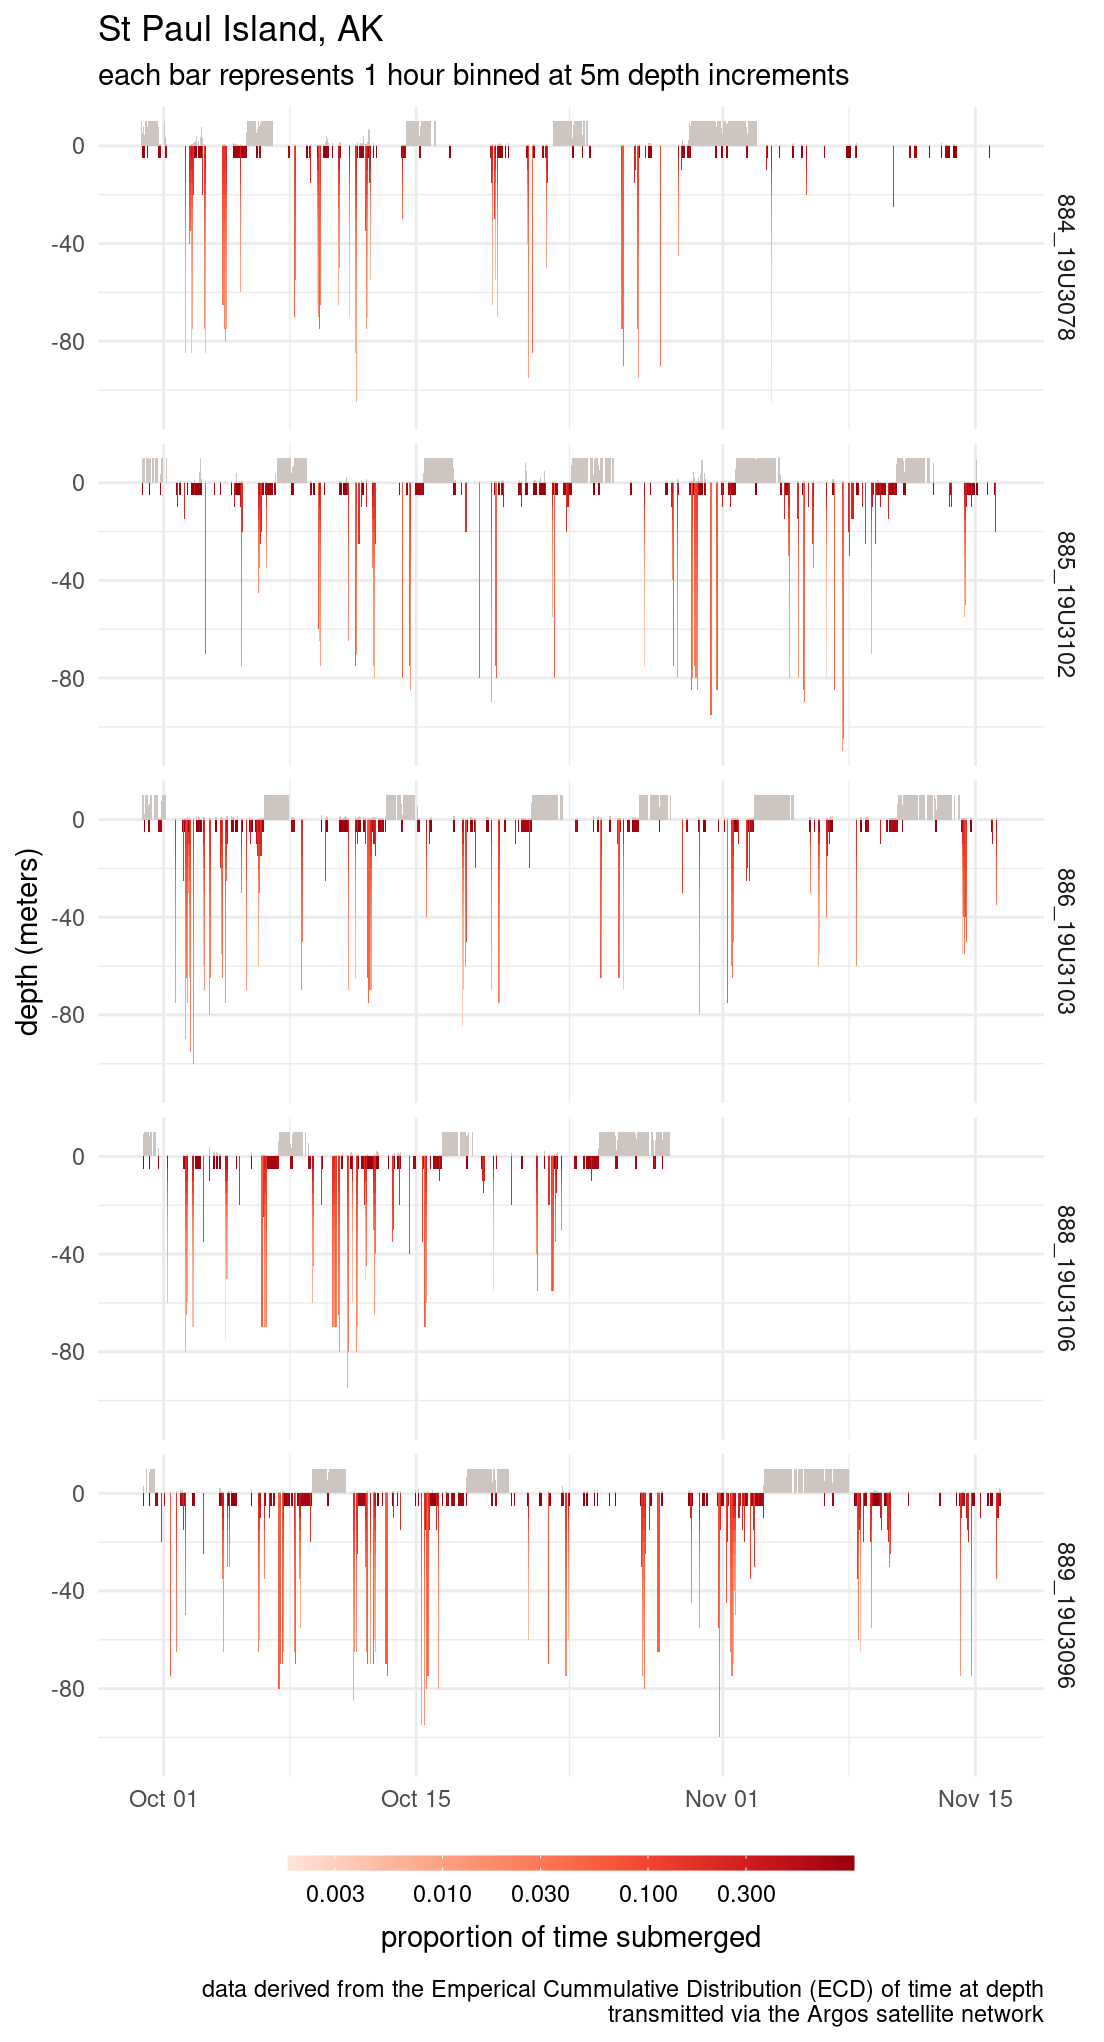 St Paul Island, AK
each bar represents 1 hour binned at 5m depth increments
0
-40
-80
884_19U3078
0
-40
-80
885_19U3102
depth (meters)
0
-40
-80
886_19U3103
0
-40
-80
888_19U3106
0
-40
-80
889_19U3096
Oct 01 Oct 15 Nov 01 Nov 15
0.003 0.010 0.030 0.100 0.300
proportion of time submerged
data derived from the Emperical Cummulative Distribution (ECD) of time at depth
transmitted via the Argos satellite network